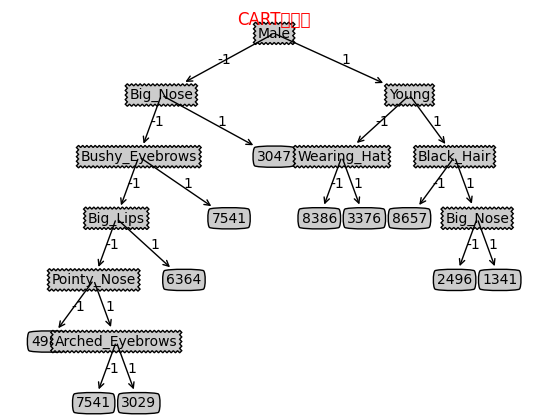 CART
Male
-1 1
Big_Nose Young
-1 1 -1 1
Bushy_Eyebrows 3047 Wearing_Hat Black_Hair
-1 1 -1 1 -1 1
Big_Lips 7541 8386 3376 8657 Big_Nose
-1 1 -1 1
Pointy_Nose 6364 2496 1341
-1 1
Arched_Eyebrows
-1 1
7541 3029